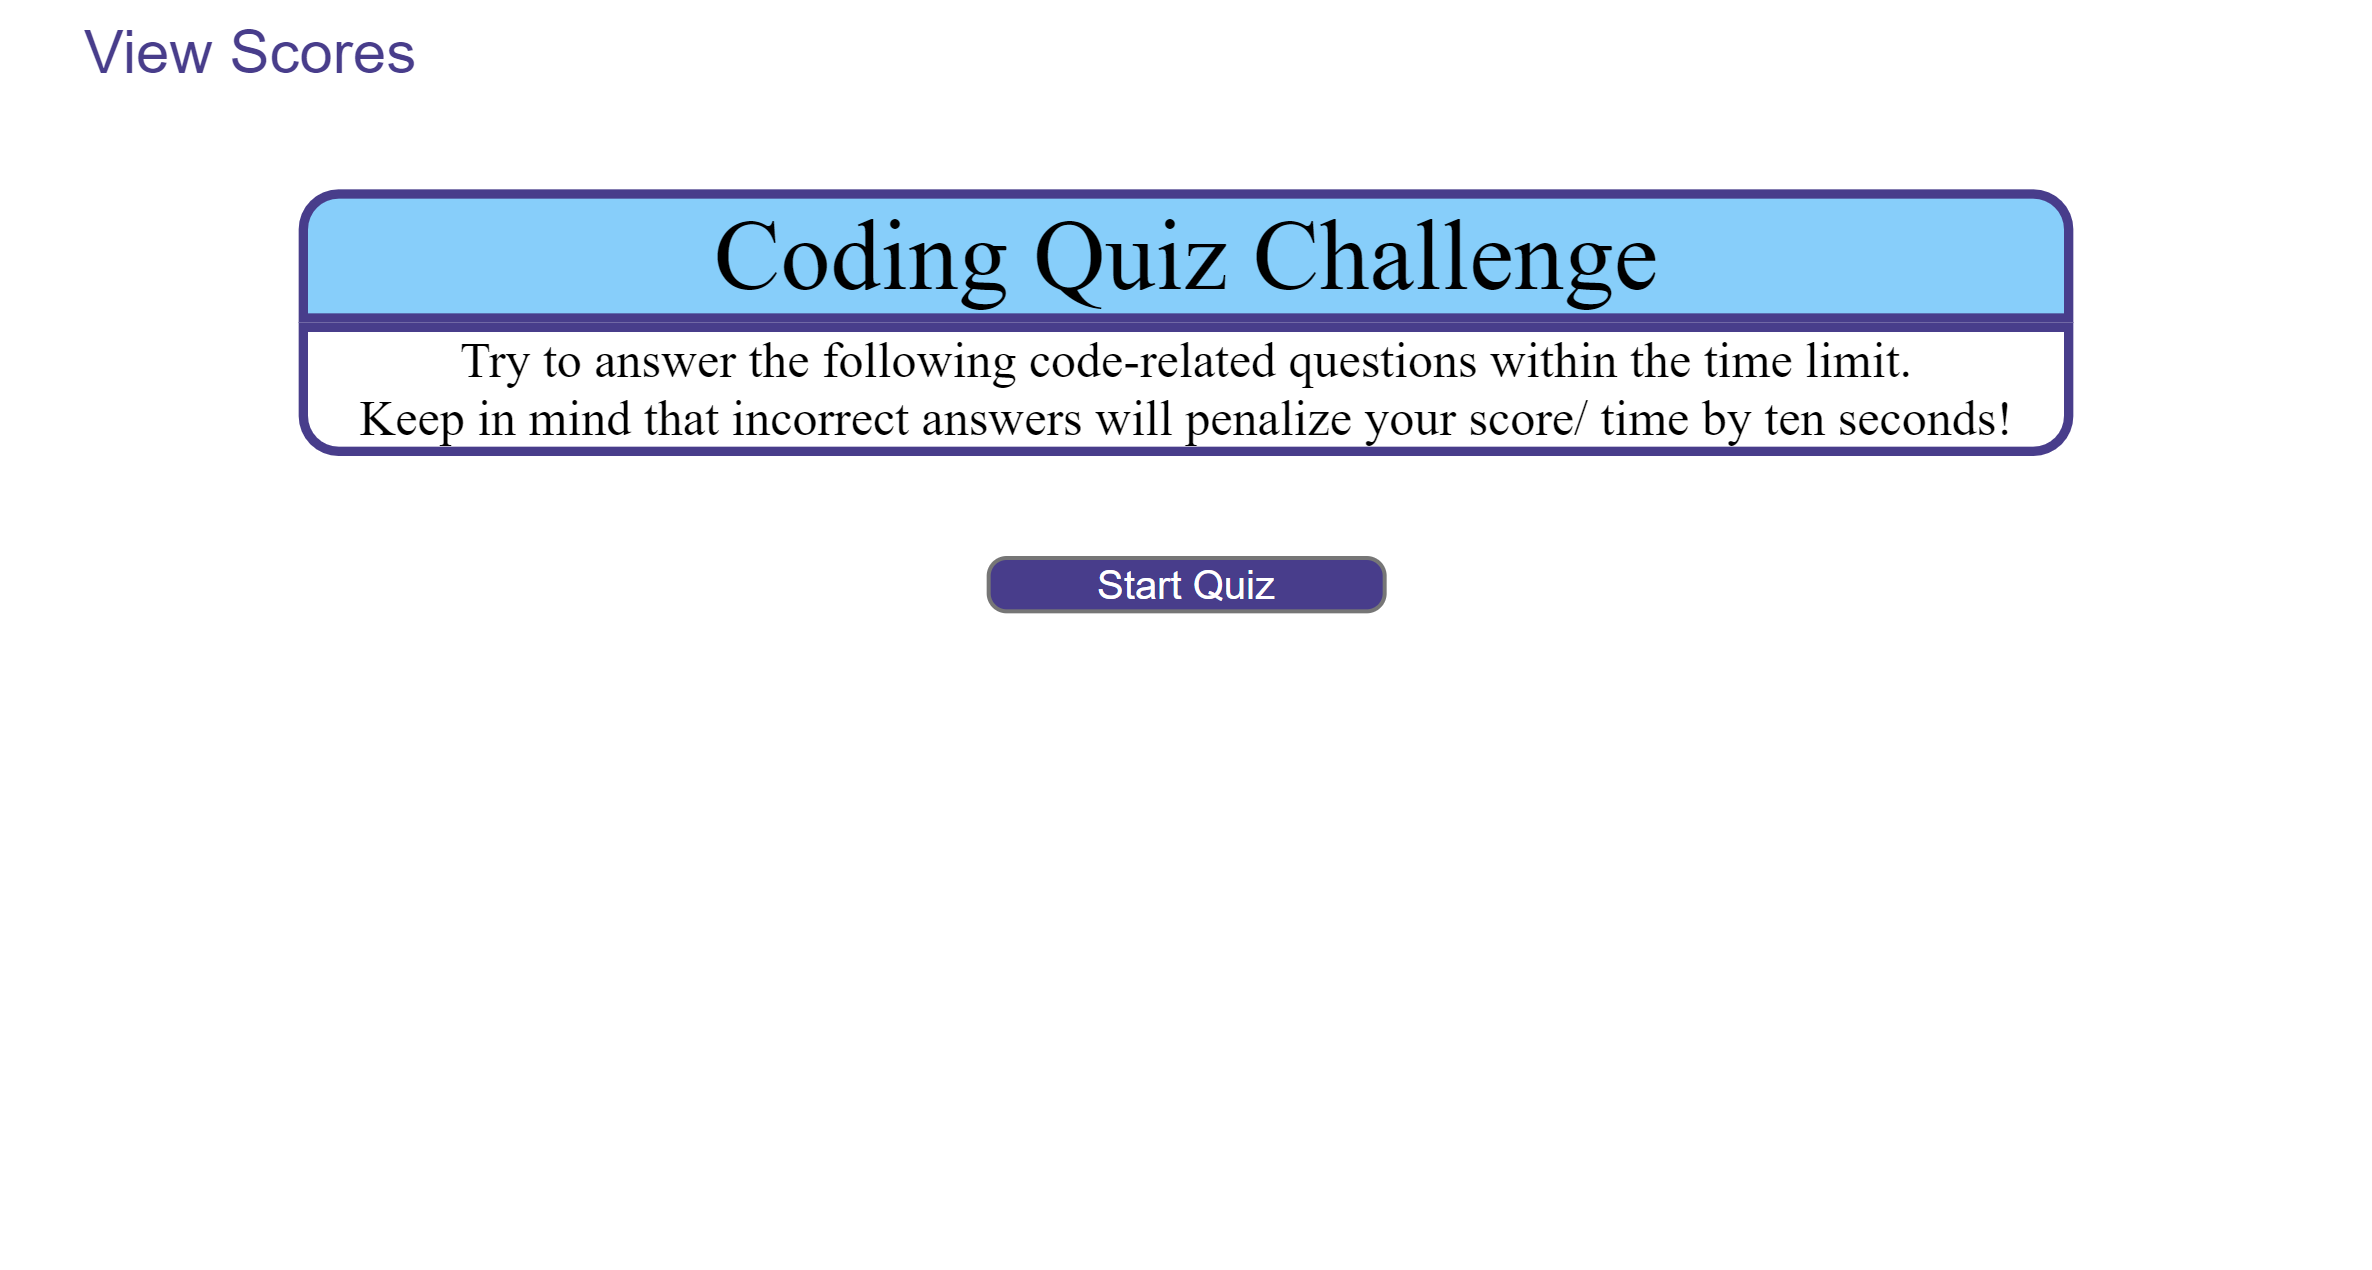 View Scores
Coding Quiz Challenge
Try to answer the following code-related questions within the time limit.
Keep in mind that incorrect answers will penalize your score/ time by ten seconds!
Start Quiz